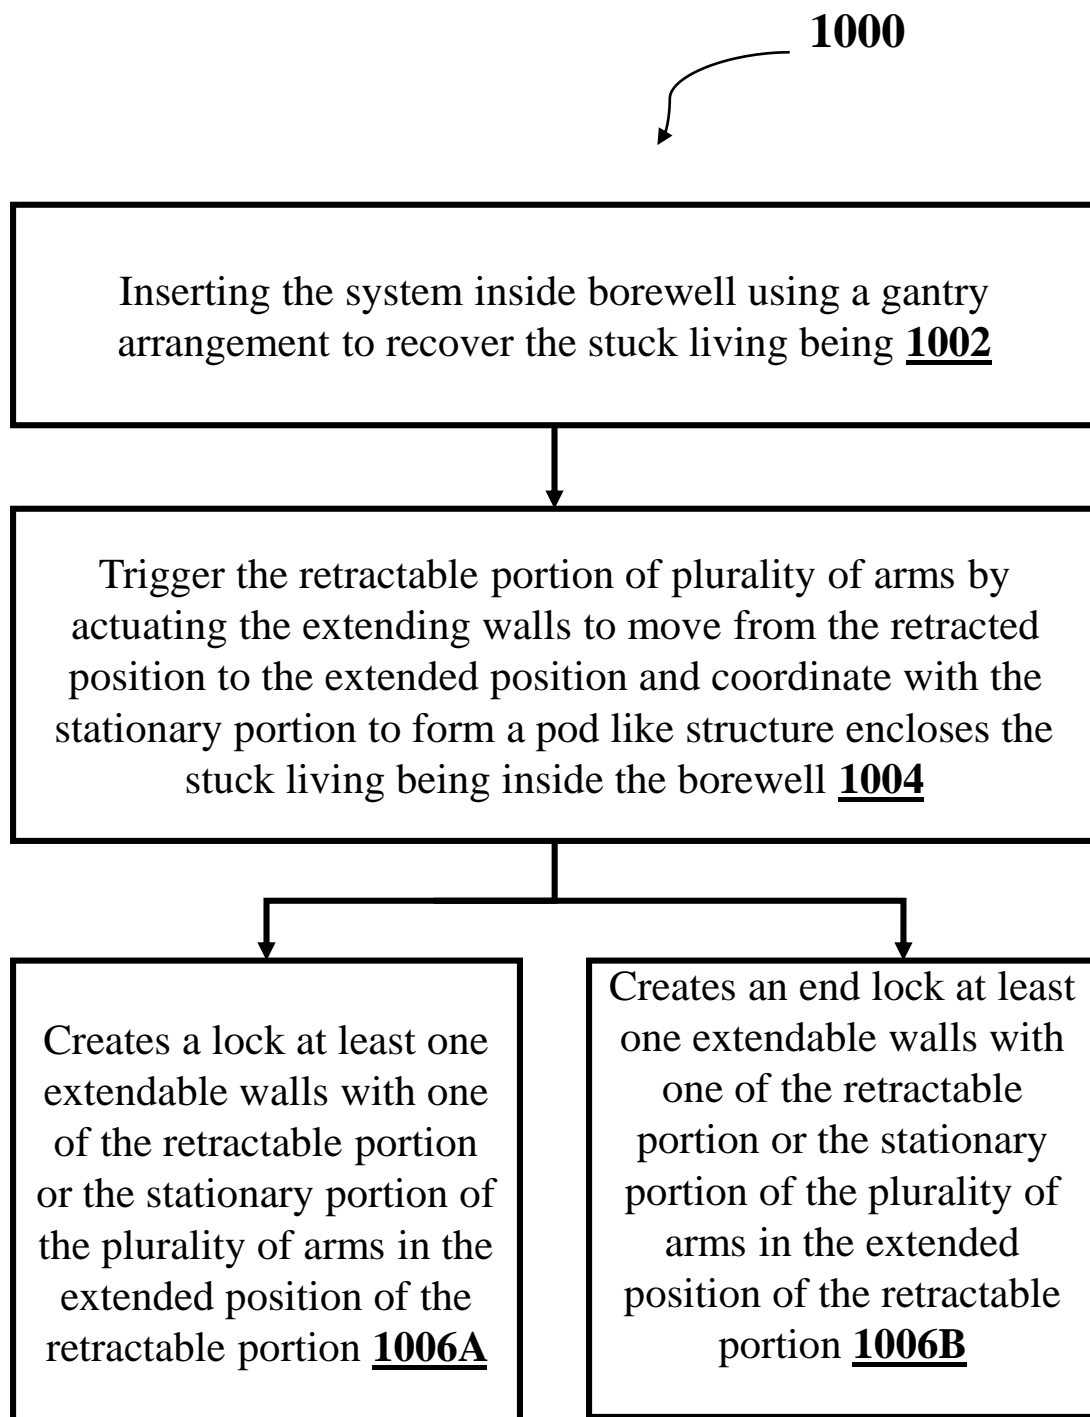 1000
Inserting the system inside borewell using a gantry
arrangement to recover the stuck living being 1002
Trigger the retractable portion of plurality of arms by
actuating the extending walls to move from the retracted
position to the extended position and coordinate with the
stationary portion to form a pod like structure encloses the
stuck living being inside the borewell 1004
Creates a lock at least one
extendable walls with one
of the retractable portion
or the stationary portion of
the plurality of arms in the
extended position of the
retractable portion 1006A
Creates an end lock at least
one extendable walls with
one of the retractable
portion or the stationary
portion of the plurality of
arms in the extended
position of the retractable
portion 1006B